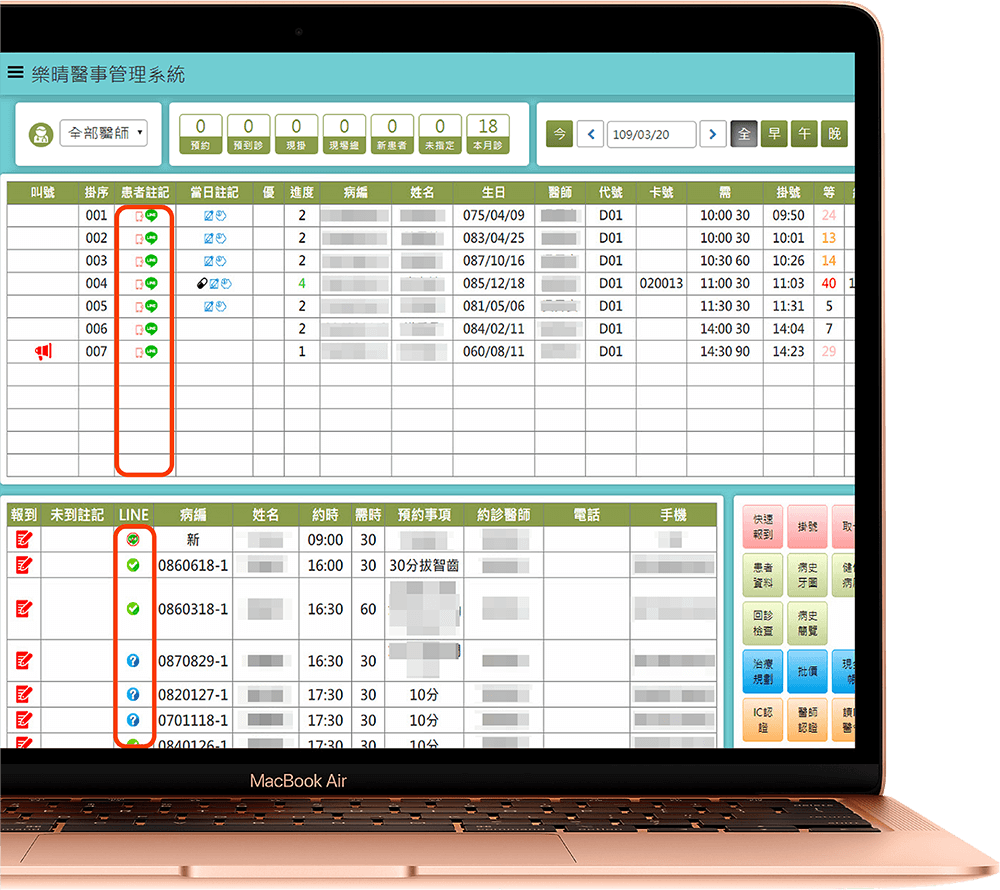 樂晴醫事管理系統
全部醫師
0 0 0 0 0 0 18
預約 預到診 現掛 現場總 新患者 未指定 本月診
今 109/03/20 全 早 午 晚
叫號 掛序 患者註記 當日註記 優 進度 病編 姓名 生日 醫師 代號 卡號 需 掛號 等
001 LINE 2 075/04/09 D01 10:00 30 09:50 24
002 LINE 2 083/04/25 D01 10:00 30 10:01 13
003 LINE 2 087/10/16 D01 10:30 60 10:26 14
004 LINE 4 085/12/18 D01 020013 11:00 30 11:03 40 1
005 LINE 2 081/05/06 D01 11:30 30 11:31 5
006 LINE 2 084/02/11 D01 14:00 30 14:04 7
007 LINE 1 060/08/11 D01 14:30 90 14:23 29
報到 未到註記 LINE 病編 姓名 約時 需時 預約事項 約診醫師 電話 手機
新 09:00 30
0860618-1 16:00 30 30分拔智齒
0860318-1 16:30 60
0870829-1 16:30 30
0820127-1 17:30 30 10分
0701118-1 17:30 30 10分
0840126-1 17:30 30 10分
快速報到 掛號 取
患者資料 病史牙圖 健
病
回診檢查 病史簡覽
治療規劃 批價 現
IC認證 醫師認證 讀
醫
MacBook Air